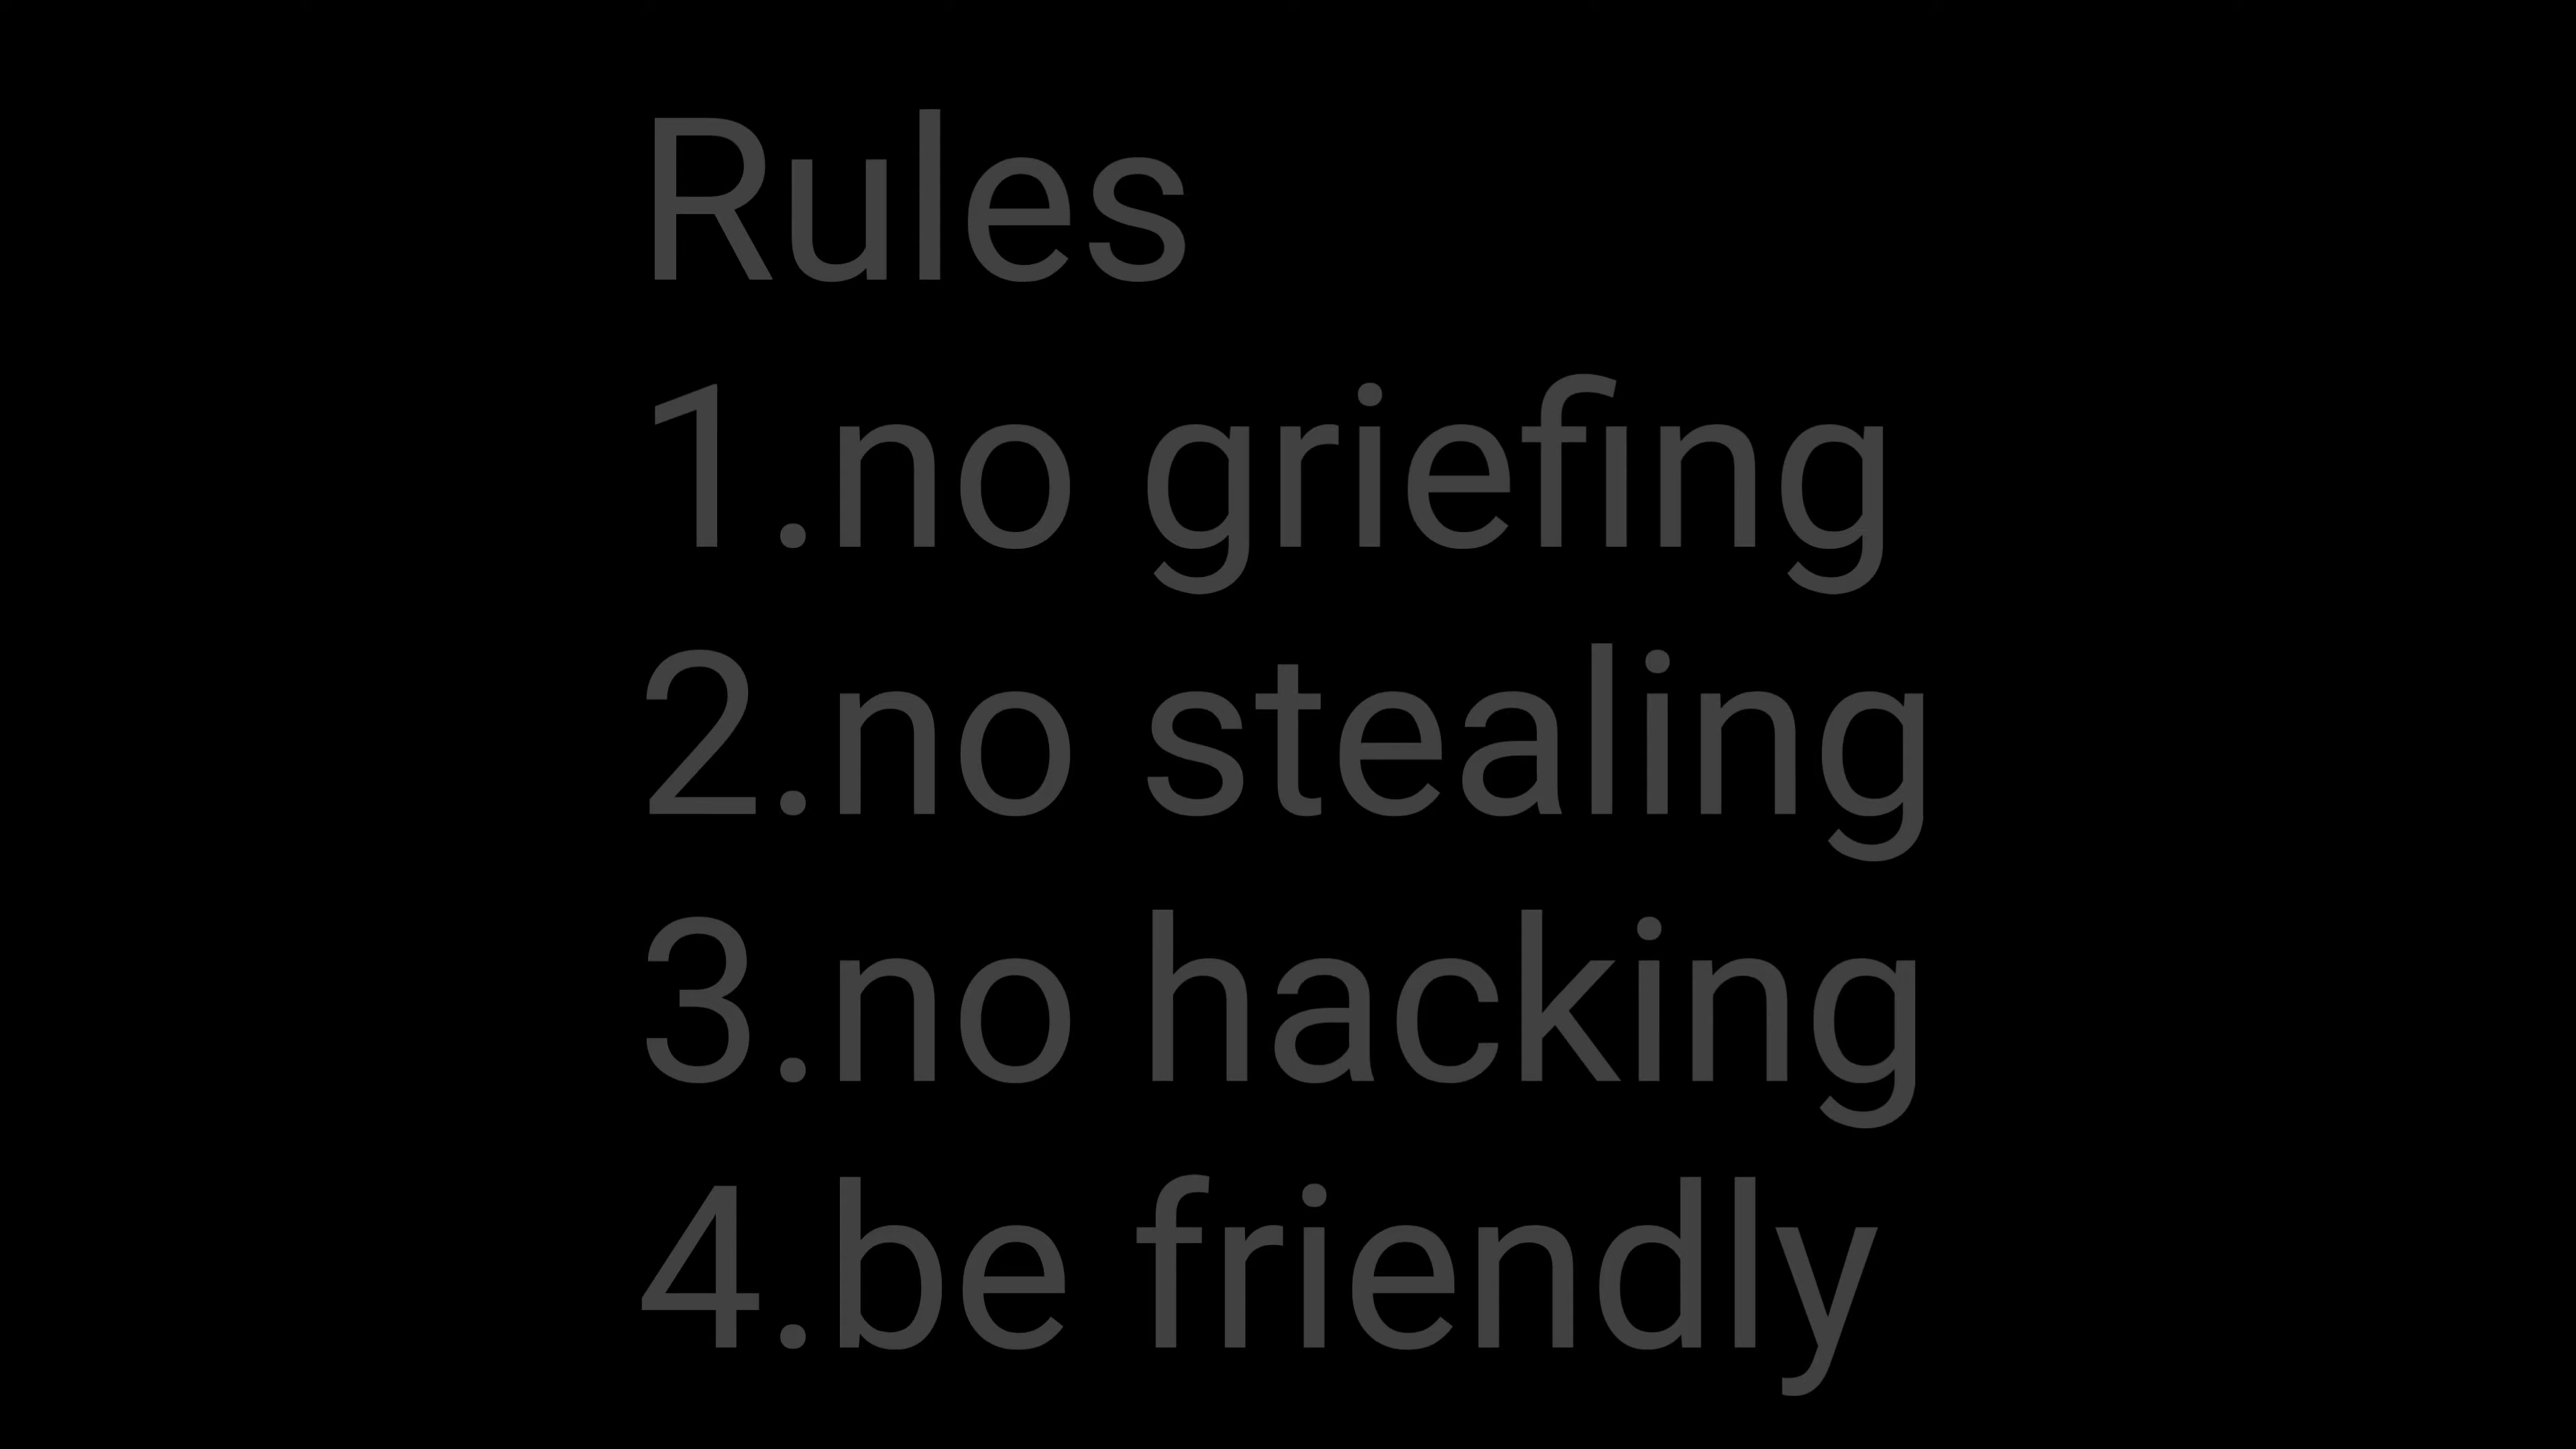 Rules
1.no griefing
2.no stealing
3.no hacking
4.be friendly